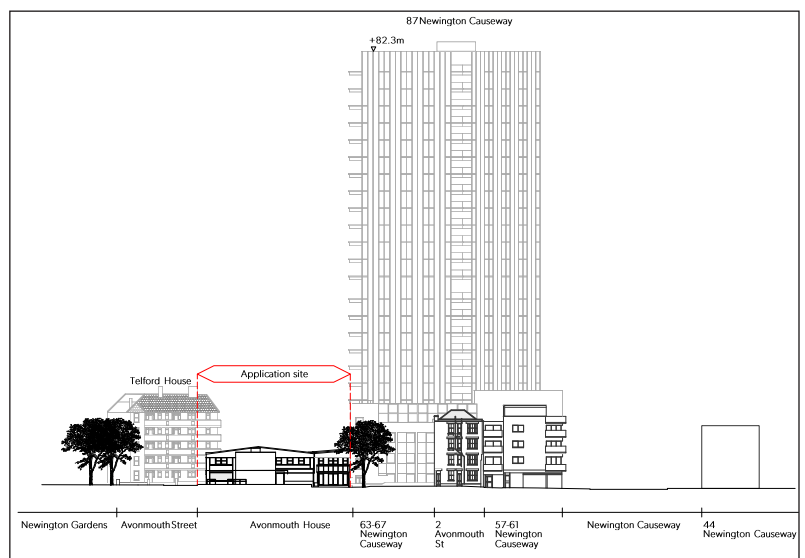 87 Newington Causeway
+82.3m
Application site
Telford House
Newington Gardens
Avonmouth Street
Avonmouth House
63-67
Newington
Causeway
2
Avonmouth
St
57-61
Newington
Causeway
Newington Causeway
44
Newington Causeway